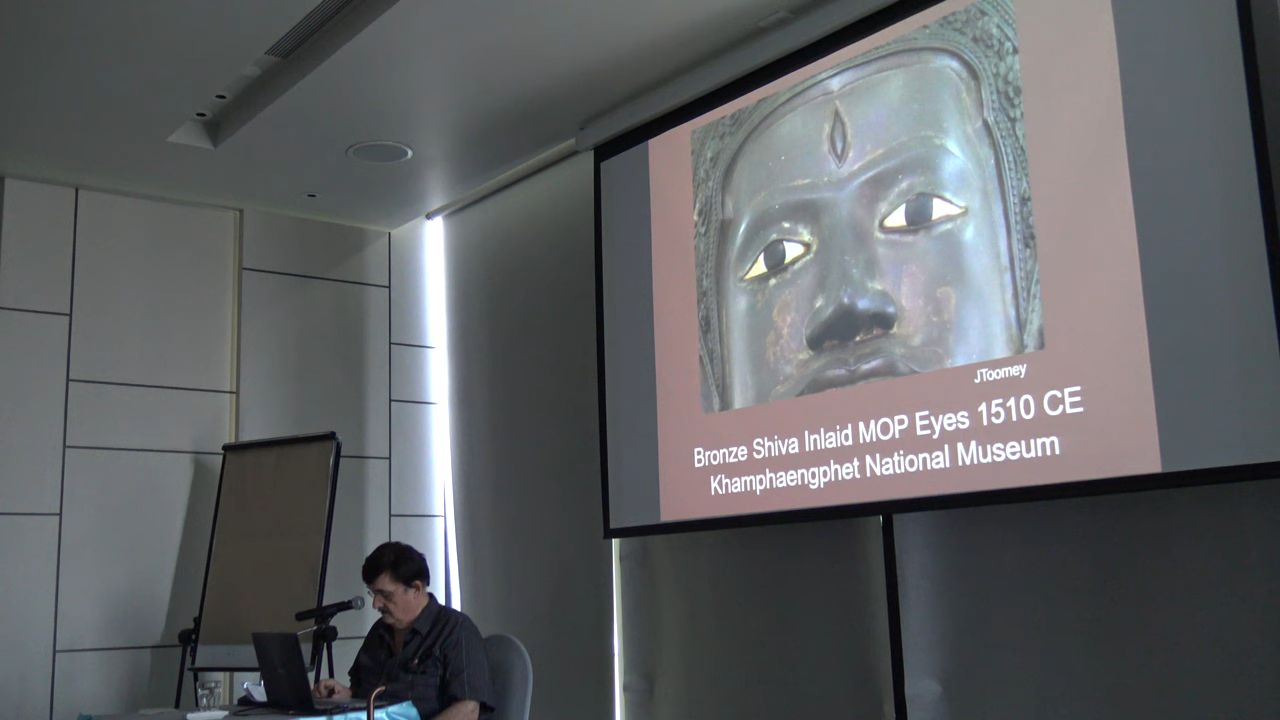 JToomey
Bronze Shiva Inlaid MOP Eyes 1510 CE
Khamphaengphet National Museum